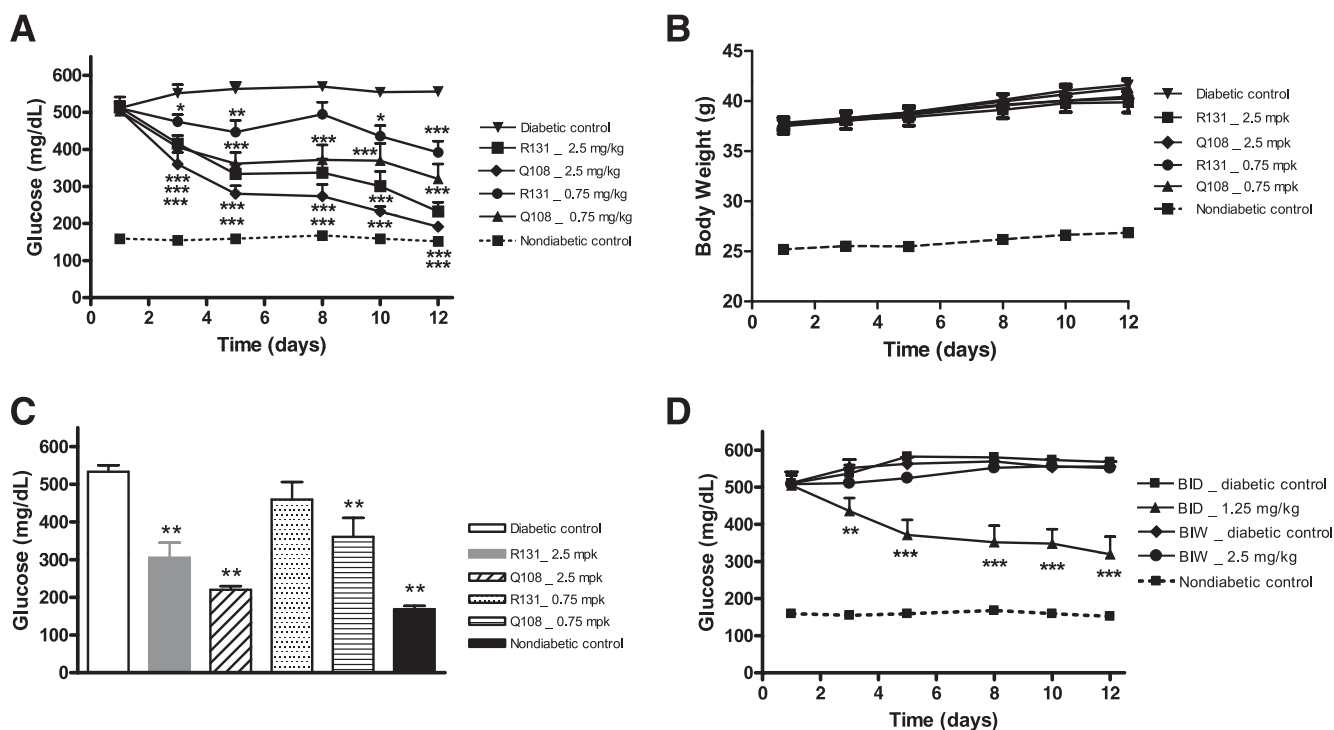 A
Glucose (mg/dL)
600
500
400
300
200
100
0
0 2 4 6 8 10 12
Time (days)
* ** * ***
*** *** *** ***
*** *** *** ***
*** *** *** ***
***
***
***
Diabetic control
R131 _ 2.5 mg/kg
Q108 _ 2.5 mg/kg
R131 _ 0.75 mg/kg
Q108 _ 0.75 mg/kg
Nondiabetic control
B
Body Weight (g)
45
40
35
30
25
20
0 2 4 6 8 10 12
Time (days)
Diabetic control
R131 _ 2.5 mpk
Q108 _ 2.5 mpk
R131 _ 0.75 mpk
Q108 _ 0.75 mpk
Nondiabetic control
C
Glucose (mg/dL)
600
500
400
300
200
100
0
** ** ** **
Diabetic control
R131_ 2.5 mpk
Q108 _ 2.5 mpk
R131_ 0.75 mpk
Q108 _ 0.75 mpk
Nondiabetic control
D
Glucose (mg/dL)
600
500
400
300
200
100
0
0 2 4 6 8 10 12
Time (days)
** *** *** *** ***
BID _ diabetic control
BID _ 1.25 mg/kg
BIW _ diabetic control
BIW _ 2.5 mg/kg
Nondiabetic control